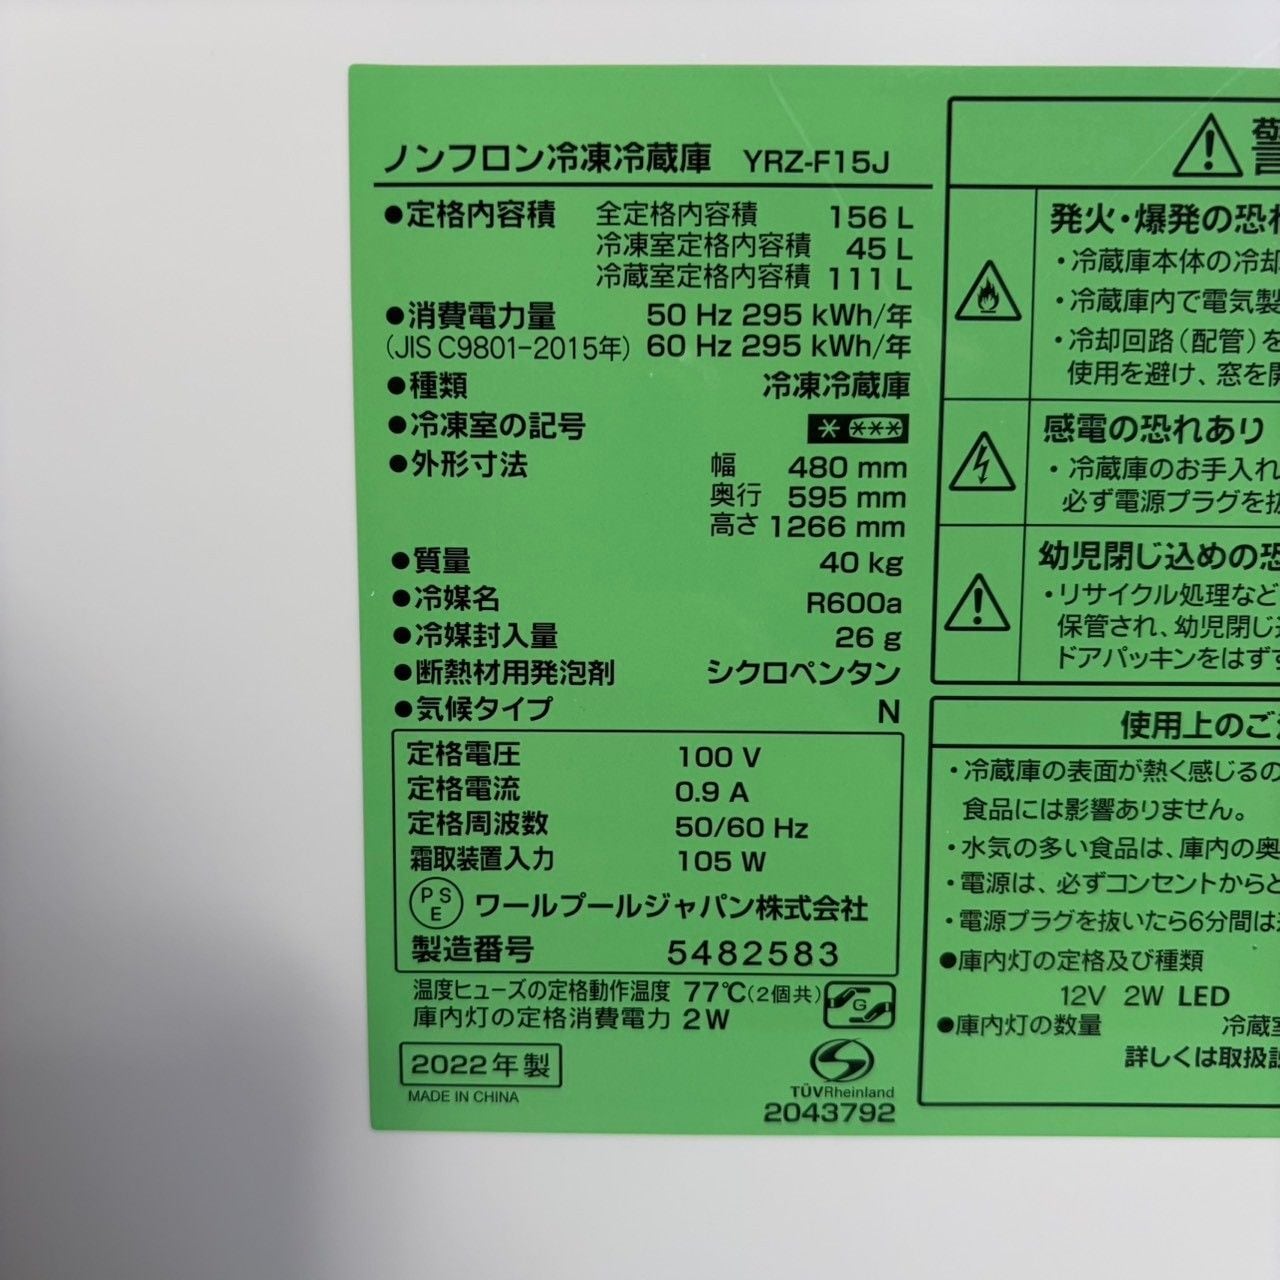 ノンフロン冷凍冷蔵庫 YRZ-F15J
●定格内容積 全定格内容積 156 L
冷凍室定格内容積 45 L
冷蔵室定格内容積 111 L
●消費電力量 50 Hz 295 kWh/年
(JIS C9801-2015年) 60 Hz 295 kWh/年
●種類 冷凍冷蔵庫
●冷凍室の記号
●外形寸法 幅 480 mm
奥行 595 mm
高さ 1266 mm
●質量 40 kg
●冷媒名 R600a
●冷媒封入量 26 g
●断熱材用発泡剤 シクロペンタン
●気候タイプ N
定格電圧 100 V
定格電流 0.9 A
定格周波数 50/60 Hz
霜取装置入力 105 W
PSE ワールプールジャパン株式会社
製造番号 5482583
温度ヒューズの定格動作温度 77℃(2個共)
庫内灯の定格消費電力 2W
G
2022年製
MADE IN CHINA
TÜVRheinland
2043792
発火・爆発の恐れ
・冷蔵庫本体の冷却
・冷蔵庫内で電気製
・冷却回路(配管)を
使用を避け、窓を開
感電の恐れあり
・冷蔵庫のお手入れ
必ず電源プラグを抜
幼児閉じ込めの恐
・リサイクル処理など
保管され、幼児閉じ込
ドアパッキンをはずす
使用上のご
・冷蔵庫の表面が熱く感じるの
食品には影響ありません。
・水気の多い食品は、庫内の奥
・電源は、必ずコンセントからと
・電源プラグを抜いたら6分間は
●庫内灯の定格及び種類
12V 2W LED
●庫内灯の数量 冷蔵室
詳しくは取扱説